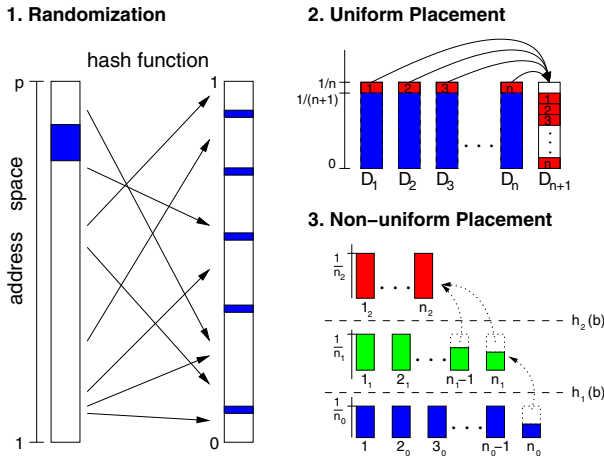 1. Randomization
hash function
p
1
address space
1
0
2. Uniform Placement
1/n
1/(n+1)
0
1 2 3 n
1
2
3
n
D1 D2 D3 . . . Dn Dn+1
3. Non-uniform Placement
1/n2
12 . . . n2
h2(b)
1/n1
11 21 . . . n1-1 n1
h1(b)
1/n0
1 20 30 . . . n0-1 n0